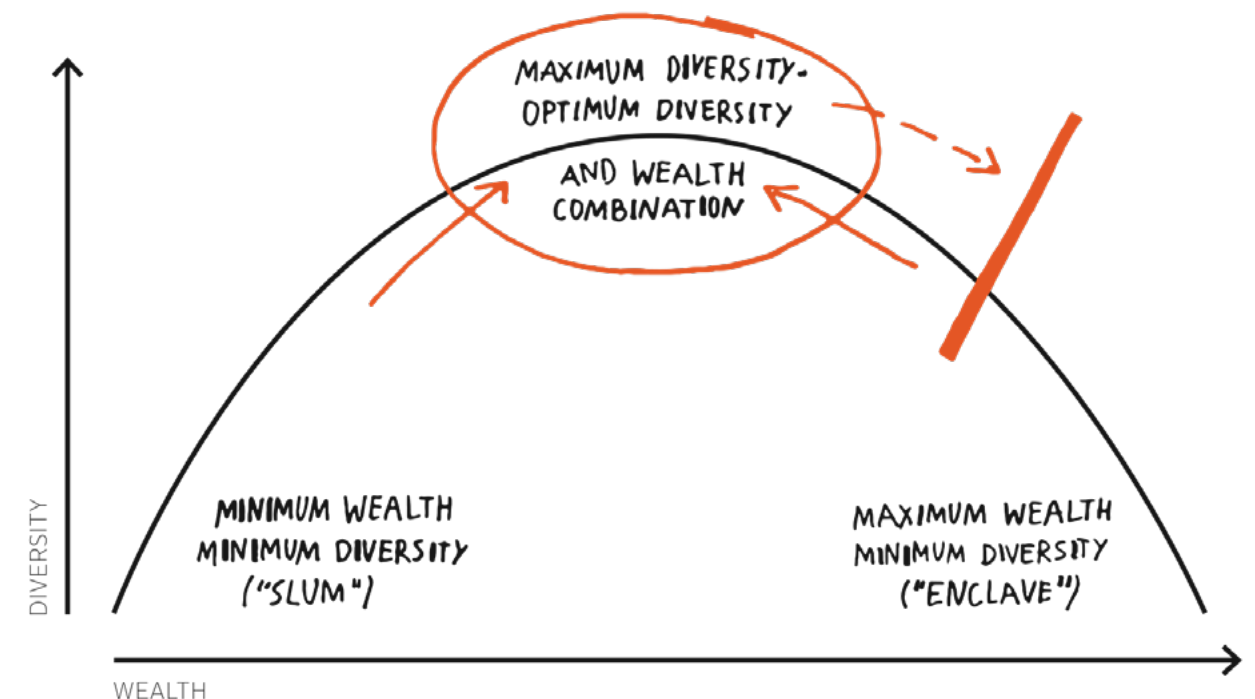 MAXIMUM DIVERSITY-
OPTIMUM DIVERSITY
AND WEALTH
COMBINATION
MINIMUM WEALTH
MINIMUM DIVERSITY
("SLUM")
MAXIMUM WEALTH
MINIMUM DIVERSITY
("ENCLAVE")
DIVERSITY
WEALTH